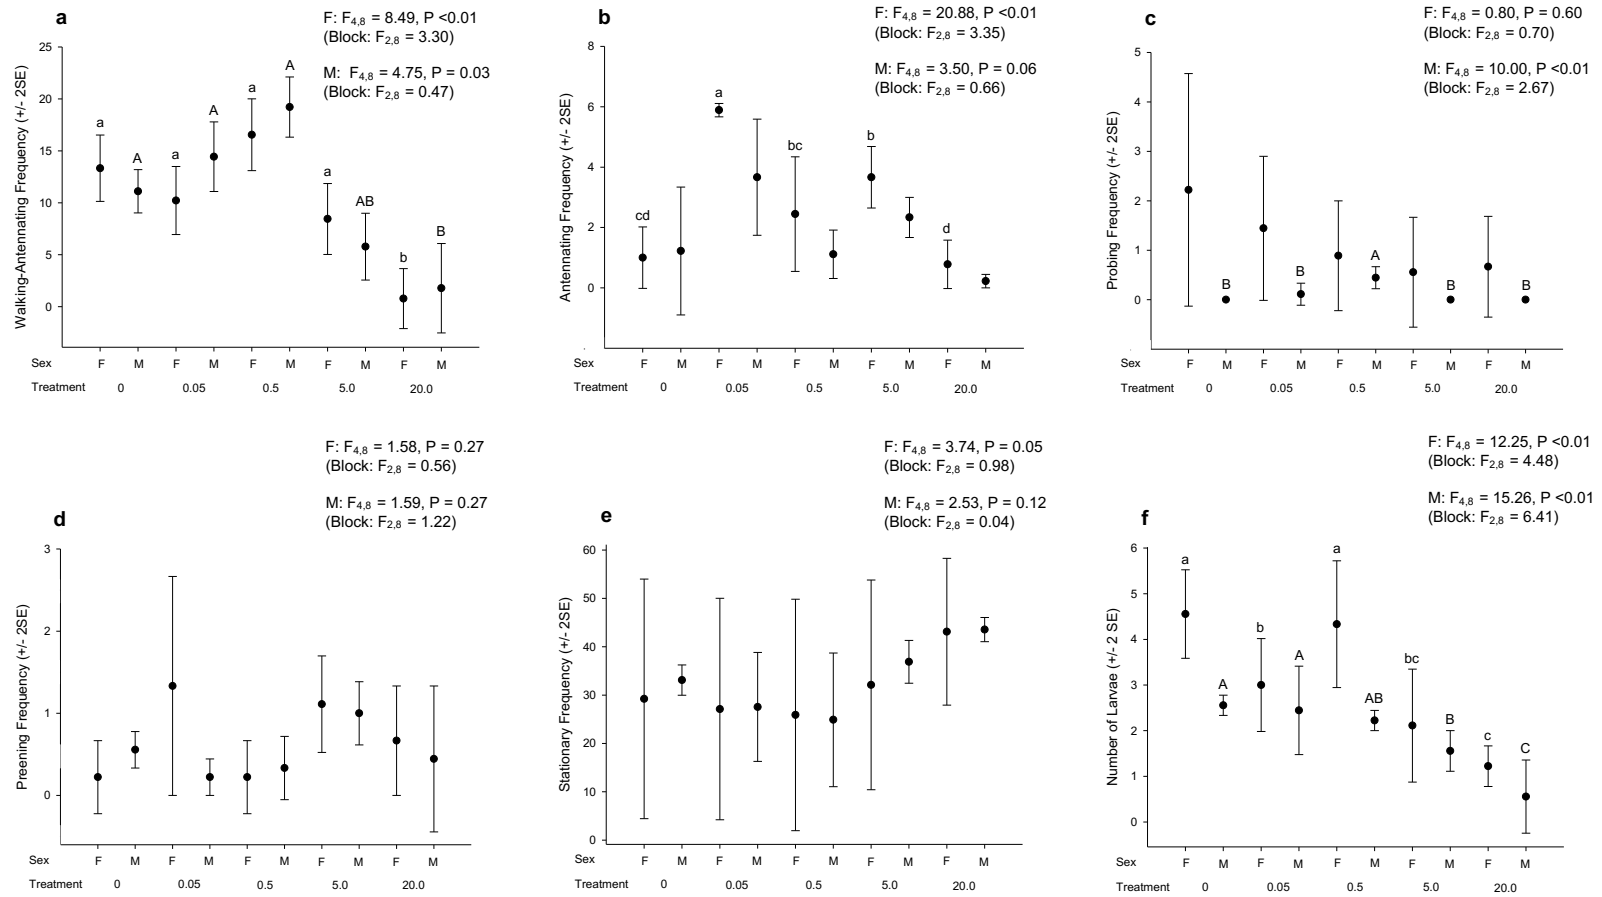 a
F: F4,8 = 8.49, P <0.01
(Block: F2,8 = 3.30)
M: F4,8 = 4.75, P = 0.03
(Block: F2,8 = 0.47)
Walking-Antennating Frequency (+/- 2SE)
25
20
15
10
5
0
a A a A a A a AB b B
Sex F M F M F M F M F M
Treatment 0 0.05 0.5 5.0 20.0
b
F: F4,8 = 20.88, P <0.01
(Block: F2,8 = 3.35)
M: F4,8 = 3.50, P = 0.06
(Block: F2,8 = 0.66)
Antennating Frequency (+/- 2SE)
8
6
4
2
0
cd a bc b d
Sex F M F M F M F M F M
Treatment 0 0.05 0.5 5.0 20.0
c
F: F4,8 = 0.80, P = 0.60
(Block: F2,8 = 0.70)
M: F4,8 = 10.00, P <0.01
(Block: F2,8 = 2.67)
Probing Frequency (+/- 2SE)
5
4
3
2
1
0
B B A B B
Sex F M F M F M F M F M
Treatment 0 0.05 0.5 5.0 20.0
d
F: F4,8 = 1.58, P = 0.27
(Block: F2,8 = 0.56)
M: F4,8 = 1.59, P = 0.27
(Block: F2,8 = 1.22)
Preening Frequency (+/- 2SE)
3
2
1
0
Sex F M F M F M F M F M
Treatment 0 0.05 0.5 5.0 20.0
e
F: F4,8 = 3.74, P = 0.05
(Block: F2,8 = 0.98)
M: F4,8 = 2.53, P = 0.12
(Block: F2,8 = 0.04)
Stationary Frequency (+/- 2SE)
60
50
40
30
20
10
0
Sex F M F M F M F M F M
Treatment 0 0.05 0.5 5.0 20.0
f
F: F4,8 = 12.25, P <0.01
(Block: F2,8 = 4.48)
M: F4,8 = 15.26, P <0.01
(Block: F2,8 = 6.41)
Number of Larvae (+/- 2 SE)
6
5
4
3
2
1
0
a A b A a AB bc B c C
Sex F M F M F M F M F M
Treatment 0 0.05 0.5 5.0 20.0